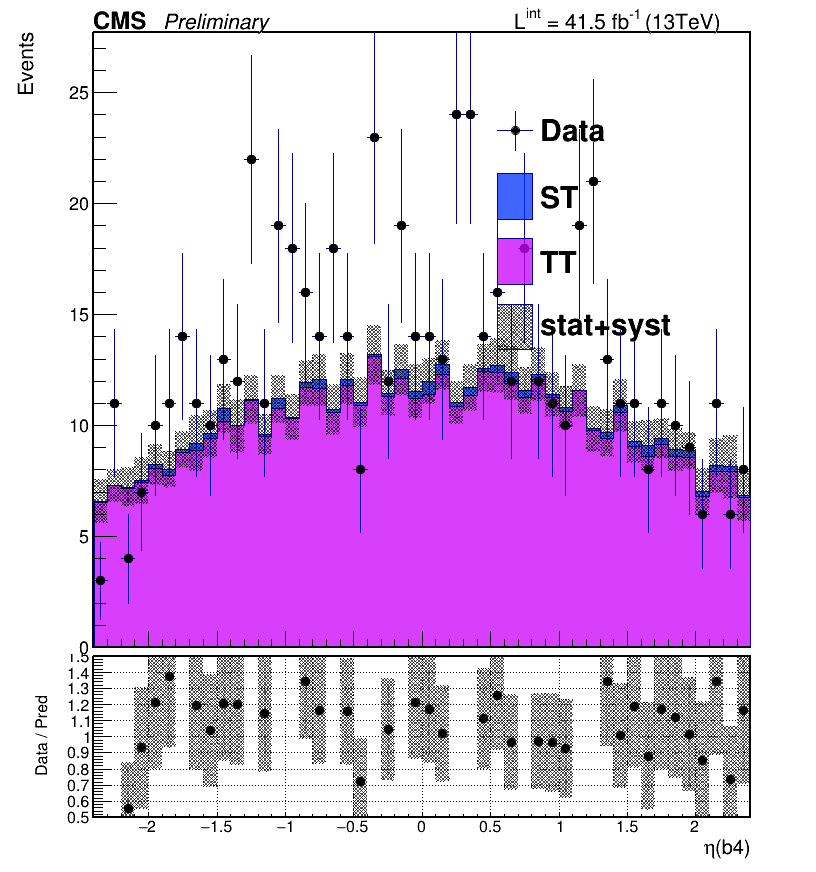 CMS Preliminary L^int = 41.5 fb^-1 (13TeV)
Events
25
20
15
10
5
0
Data
ST
TT
stat+syst
Data / Pred
1.5
1.4
1.3
1.2
1.1
1
0.9
0.8
0.7
0.6
0.5
−2 −1.5 −1 −0.5 0 0.5 1 1.5 2
η(b4)